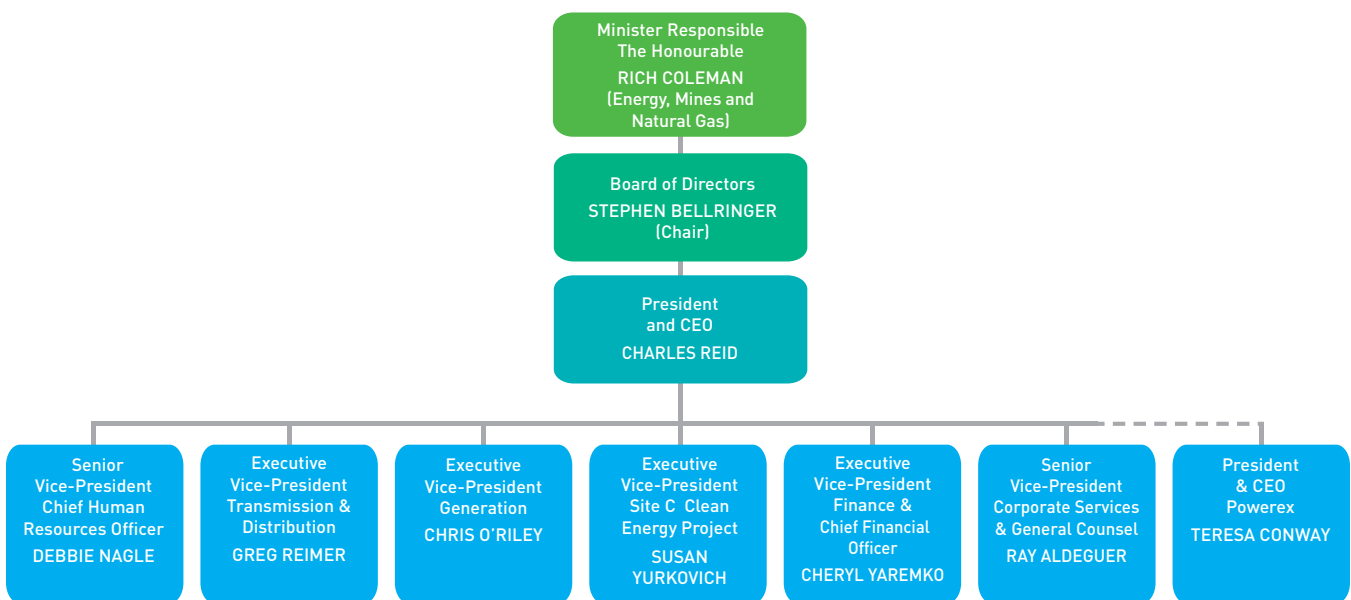 Minister Responsible
The Honourable
RICH COLEMAN
(Energy, Mines and
Natural Gas)
Board of Directors
STEPHEN BELLRINGER
(Chair)
President
and CEO
CHARLES REID
Senior
Vice-President
Chief Human
Resources Officer
DEBBIE NAGLE
Executive
Vice-President
Transmission &
Distribution
GREG REIMER
Executive
Vice-President
Generation
CHRIS O'RILEY
Executive
Vice-President
Site C Clean
Energy Project
SUSAN
YURKOVICH
Executive
Vice-President
Finance &
Chief Financial
Officer
CHERYL YAREMKO
Senior
Vice-President
Corporate Services
& General Counsel
RAY ALDEGUER
President
& CEO
Powerex
TERESA CONWAY